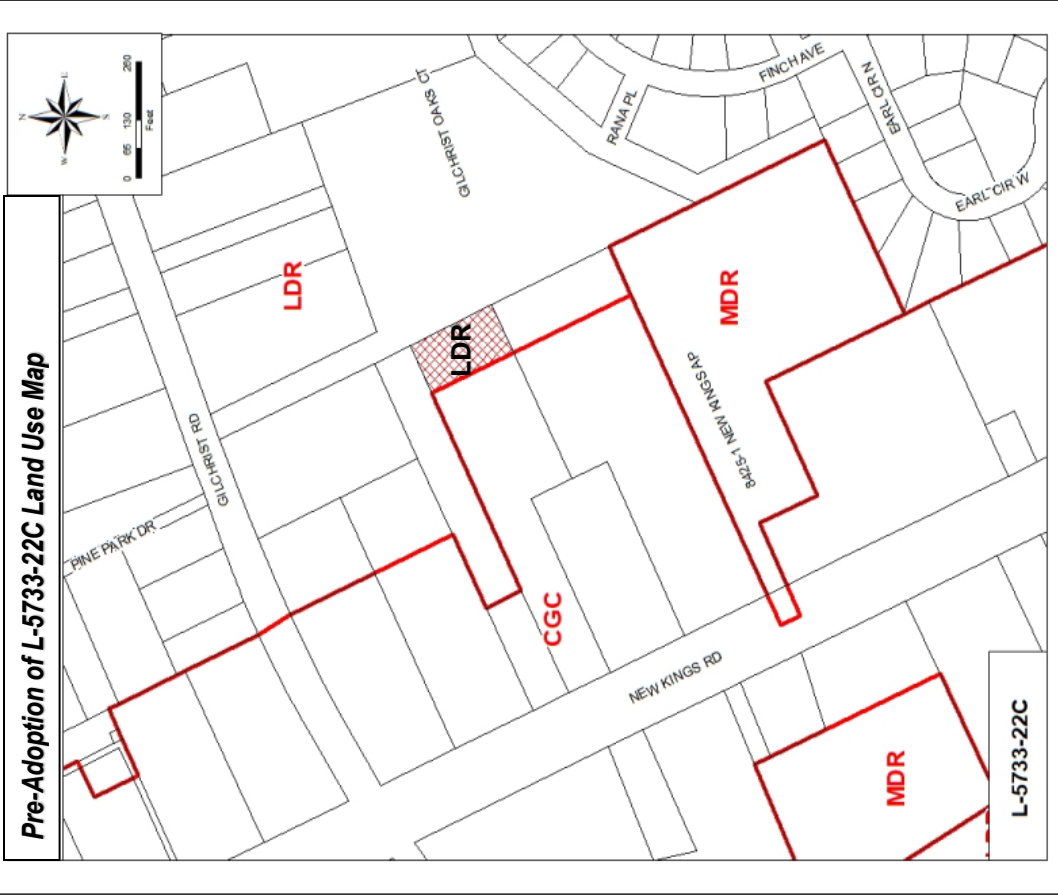 Pre-Adoption of L-5733-22C Land Use Map
N
E
S
W
0 65 130 260
Feet
GILCHRIST OAKS CT
RANA PL
FINCH AVE
EARL CIR N
EARL CIR W
LDR
LDR
MDR
8425-1 NEW KINGS AP
GILCHRIST RD
PINE PARK DR
CGC
NEW KINGS RD
MDR
L-5733-22C